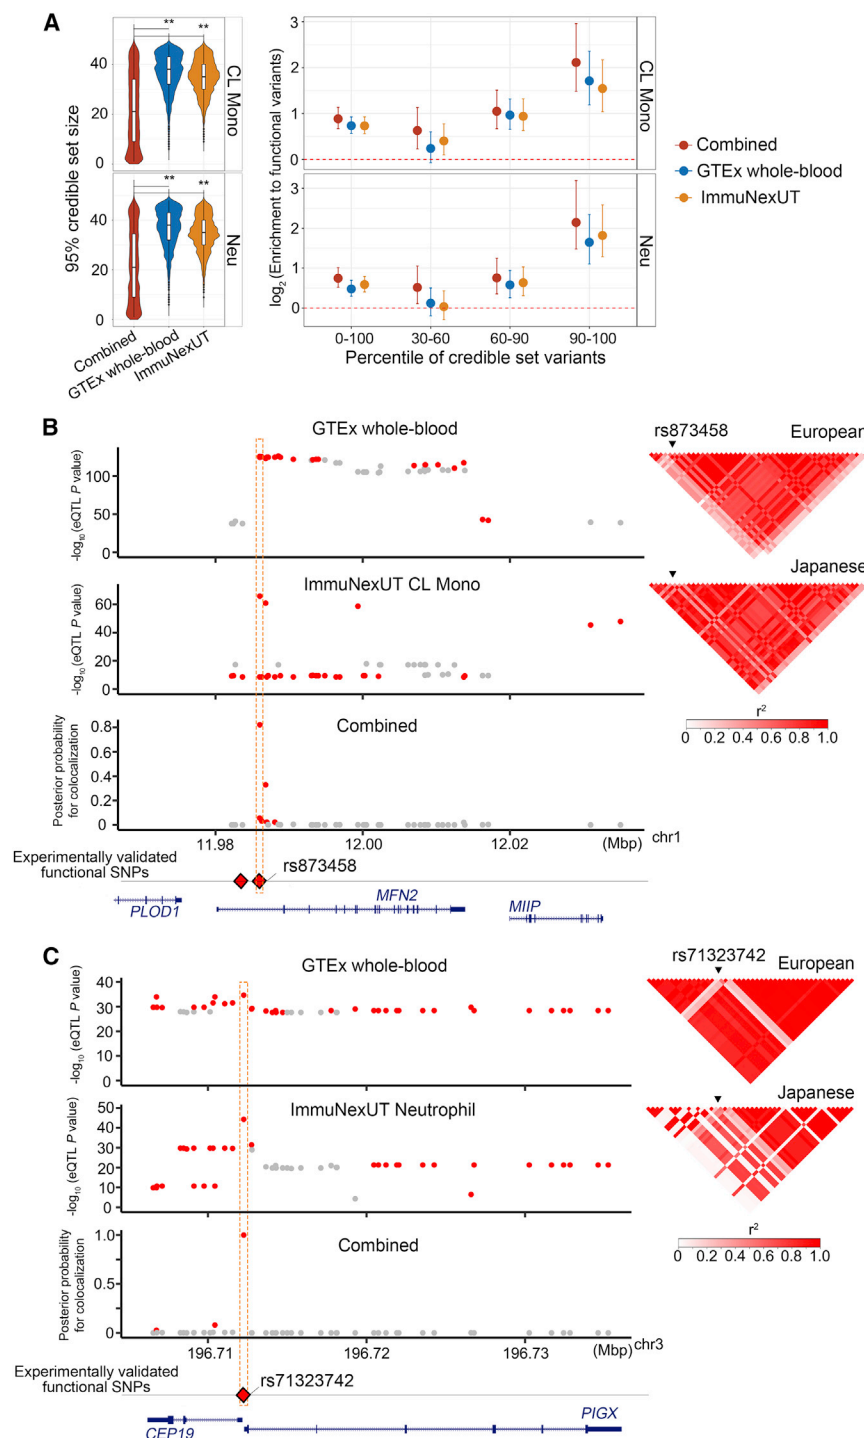 A
95% credible set size
40
20
0
**
**
CL Mono
40
20
0
**
**
Neu
Combined
GTEx whole-blood
ImmuNexUT
log2 (Enrichment to functional variants)
3
2
1
0
CL Mono
3
2
1
0
Neu
0-100
30-60
60-90
90-100
Percentile of credible set variants
Combined
GTEx whole-blood
ImmuNexUT
B
GTEx whole-blood
-log10 (eQTL P value)
100
50
0
ImmuNexUT CL Mono
-log10 (eQTL P value)
60
40
20
0
Combined
Posterior probability
for colocalization
0.8
0.6
0.4
0.2
0
11.98
12.00
12.02
(Mbp)
chr1
Experimentally validated
functional SNPs
rs873458
PLOD1
MFN2
MIIP
rs873458
European
Japanese
r2
0 0.2 0.4 0.6 0.8 1.0
C
GTEx whole-blood
-log10 (eQTL P value)
40
30
20
10
0
ImmuNexUT Neutrophil
-log10 (eQTL P value)
50
40
30
20
10
0
Combined
Posterior probability
for colocalization
1.0
0.5
0
196.71
196.72
196.73
(Mbp)
chr3
Experimentally validated
functional SNPs
rs71323742
CEP19
PIGX
rs71323742
European
Japanese
r2
0 0.2 0.4 0.6 0.8 1.0